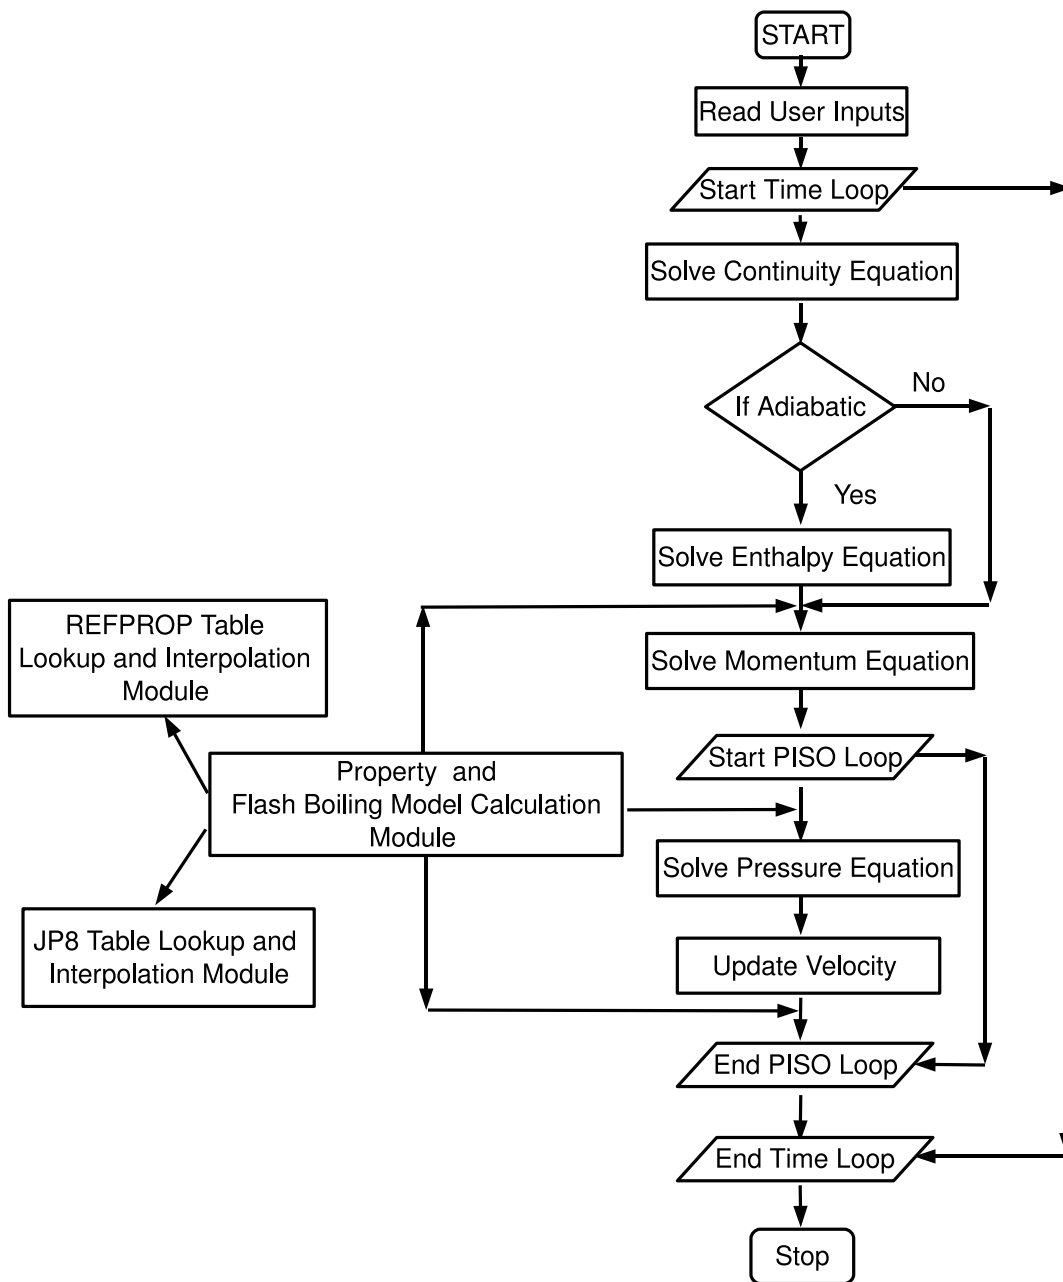 START
Read User Inputs
Start Time Loop
Solve Continuity Equation
If Adiabatic
No
Yes
Solve Enthalpy Equation
REFPROP Table
Lookup and Interpolation
Module
Solve Momentum Equation
Start PISO Loop
Property and
Flash Boiling Model Calculation
Module
Solve Pressure Equation
JP8 Table Lookup and
Interpolation Module
Update Velocity
End PISO Loop
End Time Loop
Stop